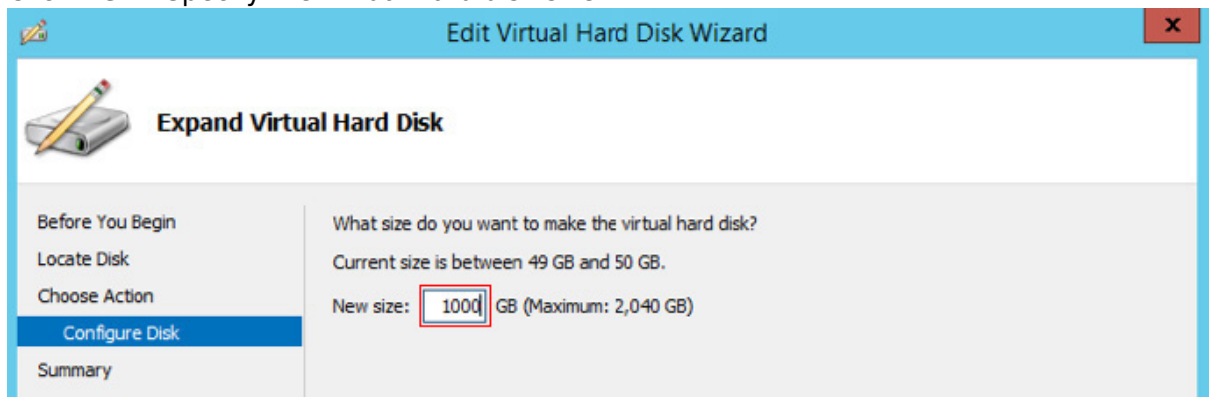 Edit Virtual Hard Disk Wizard
x
Expand Virtual Hard Disk
Before You Begin
Locate Disk
Choose Action
Configure Disk
Summary
What size do you want to make the virtual hard disk?
Current size is between 49 GB and 50 GB.
New size: 1000 GB (Maximum: 2,040 GB)